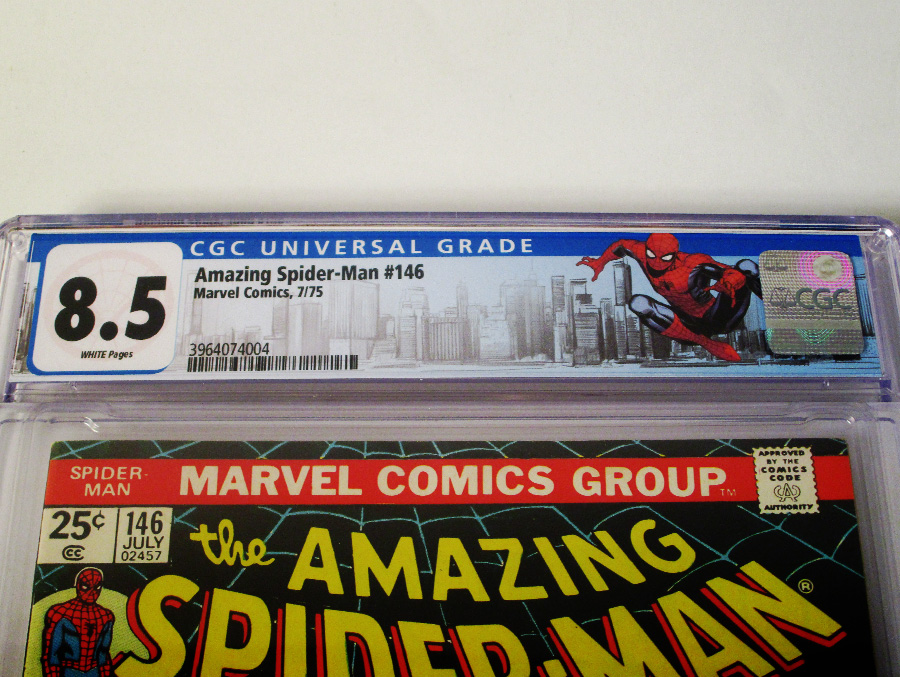 CGC UNIVERSAL GRADE
8.5
WHITE Pages
Amazing Spider-Man #146
Marvel Comics, 7/75
3964074004
CGC
SPIDER-
MAN
MARVEL COMICS GROUP TM
APPROVED
BY THE
COMICS
CODE
AUTHORITY
25¢
CC
146
JULY
02457
the AMAZING
SPIDER-MAN ®